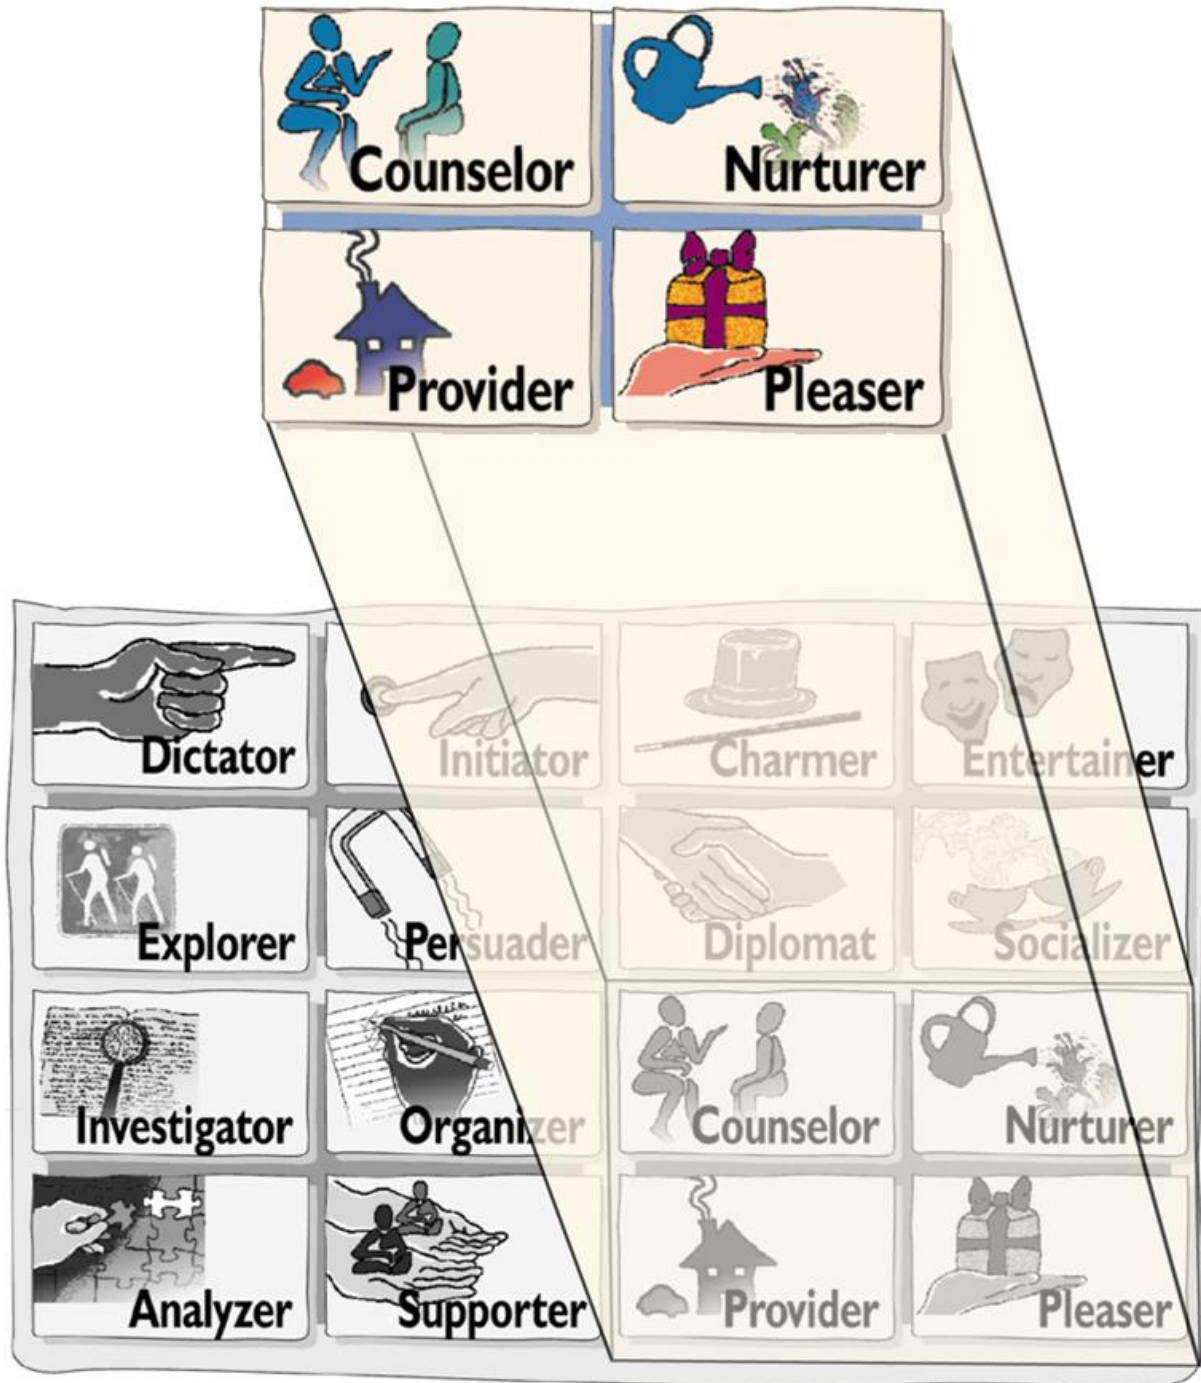 Counselor
Nurturer
Provider
Pleaser
Dictator
Initiator
Charmer
Entertainer
Explorer
Persuader
Diplomat
Socializer
Investigator
Organizer
Counselor
Nurturer
Analyzer
Supporter
Provider
Pleaser